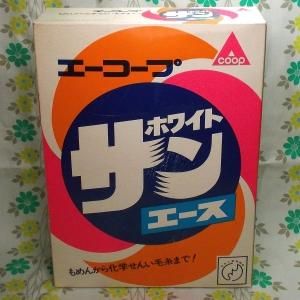 エーコープ
coop
ホワイト
サン
エース
もめんから化学せんい毛糸まで！